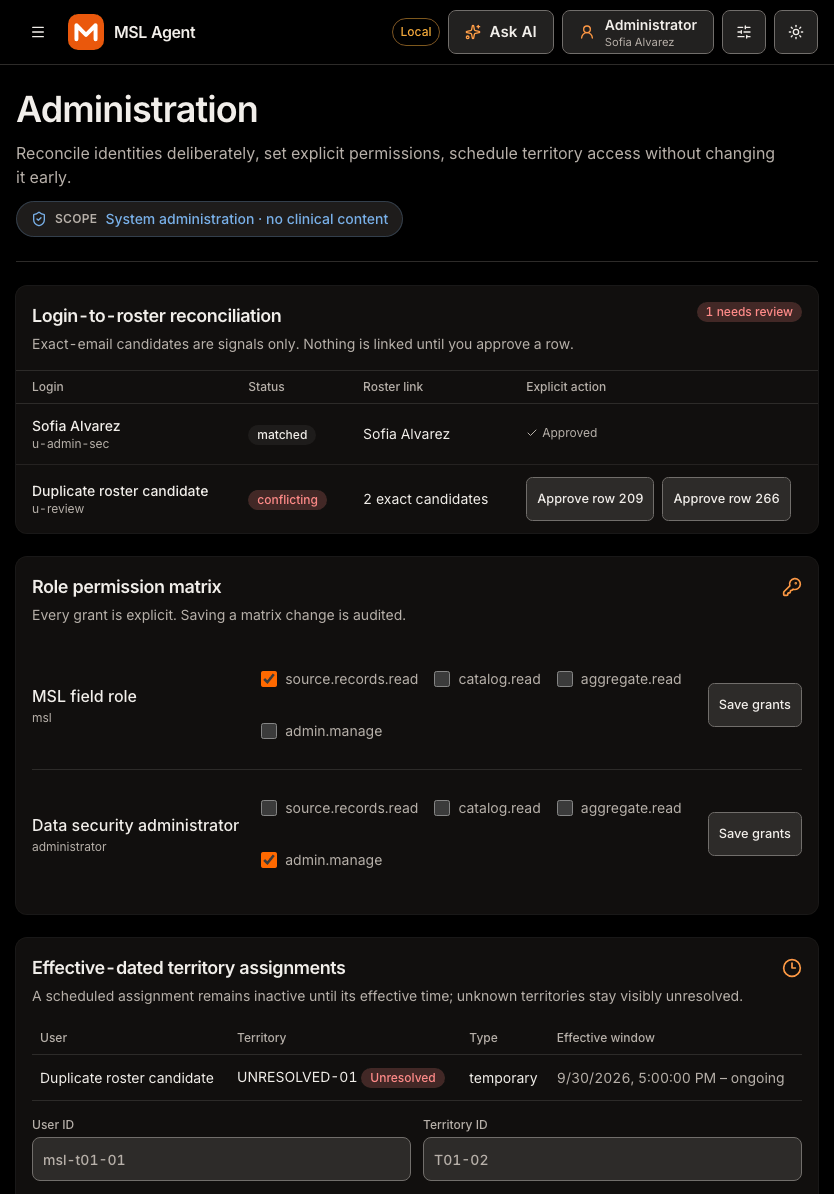 MSL Agent
Local
Ask AI
Administrator
Sofia Alvarez
Administration
Reconcile identities deliberately, set explicit permissions, schedule territory access without changing
it early.
SCOPE System administration · no clinical content
Login-to-roster reconciliation
1 needs review
Exact-email candidates are signals only. Nothing is linked until you approve a row.
Login Status Roster link Explicit action
Sofia Alvarez
u-admin-sec
matched
Sofia Alvarez
Approved
Duplicate roster candidate
u-review
conflicting
2 exact candidates
Approve row 209
Approve row 266
Role permission matrix
Every grant is explicit. Saving a matrix change is audited.
MSL field role
msl
source.records.read catalog.read aggregate.read
admin.manage
Save grants
Data security administrator
administrator
source.records.read catalog.read aggregate.read
admin.manage
Save grants
Effective-dated territory assignments
A scheduled assignment remains inactive until its effective time; unknown territories stay visibly unresolved.
User Territory Type Effective window
Duplicate roster candidate UNRESOLVED-01 Unresolved temporary 9/30/2026, 5:00:00 PM – ongoing
User ID Territory ID
msl-t01-01 T01-02